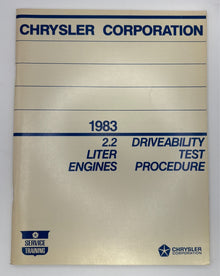 CHRYSLER CORPORATION
1983
2.2 DRIVEABILITY
LITER TEST
ENGINES PROCEDURE
SERVICE
TRAINING
CHRYSLER
CORPORATION